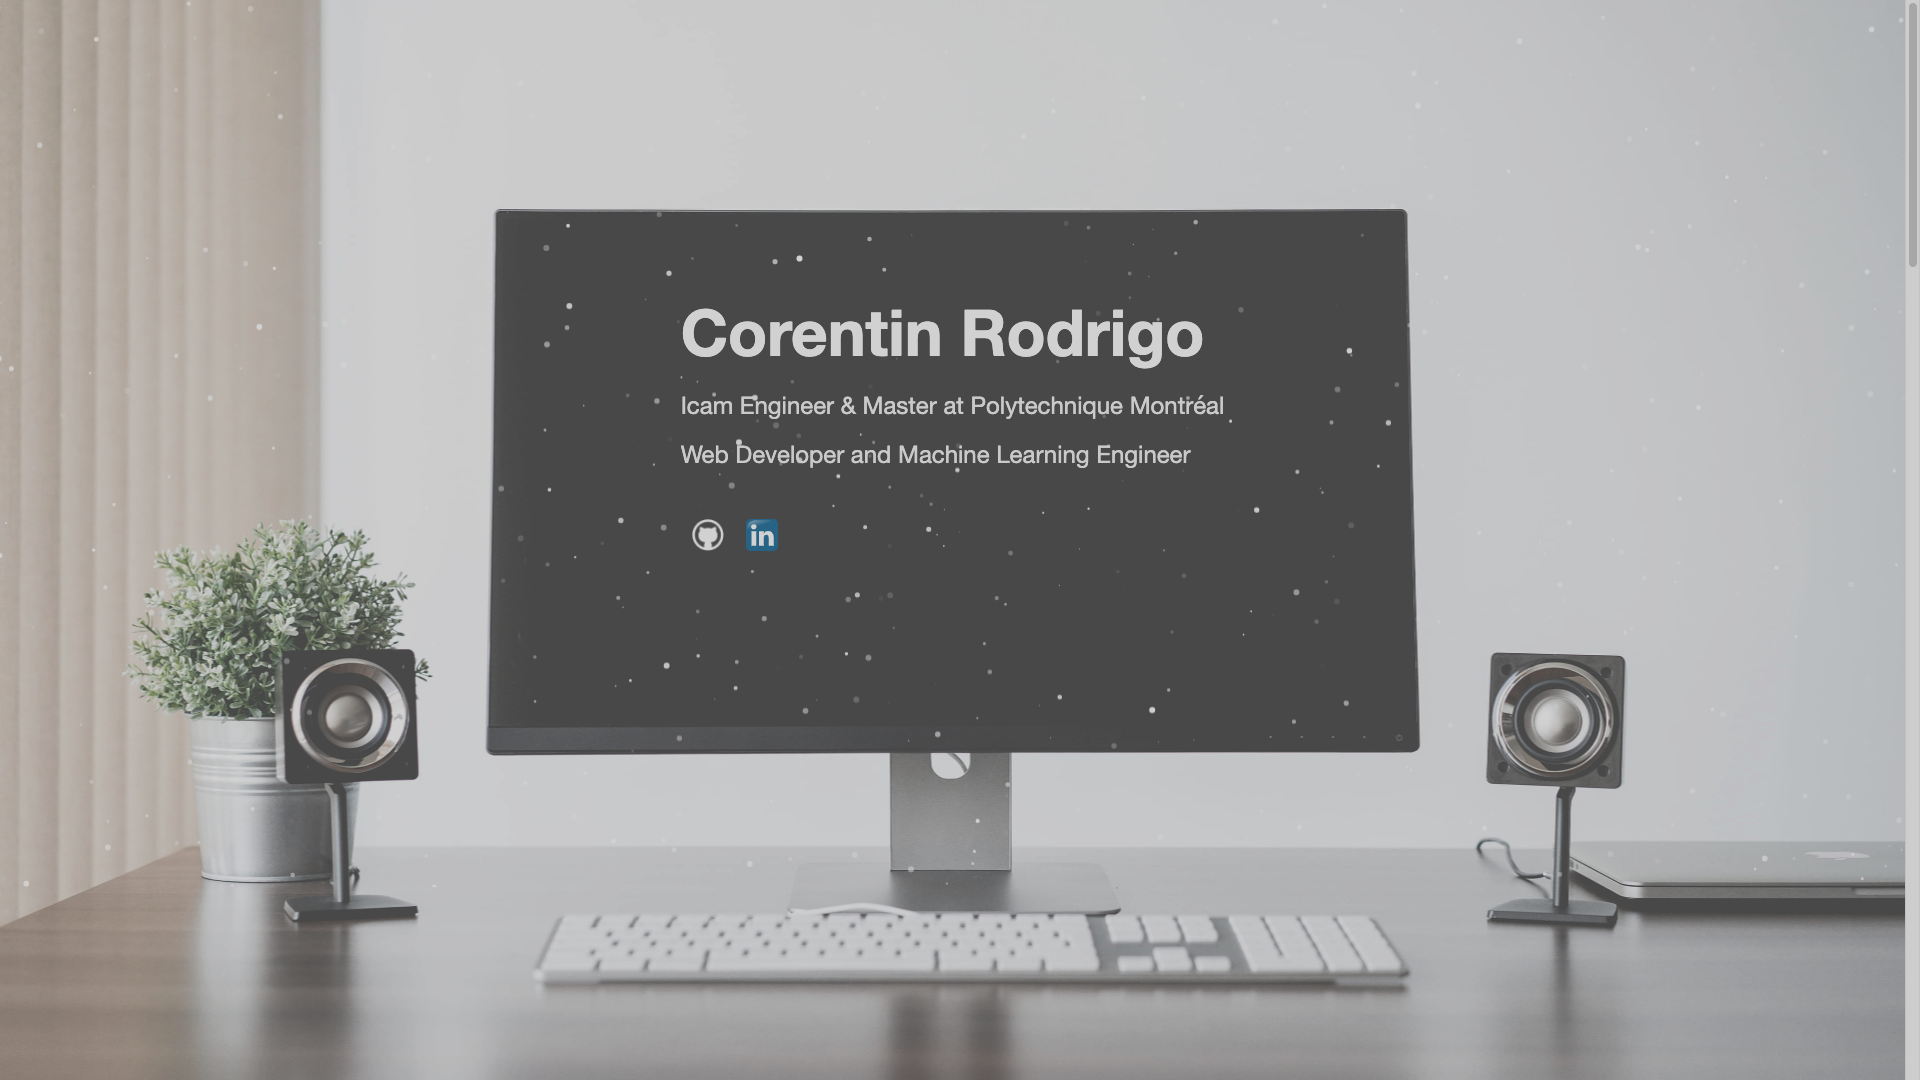 Corentin Rodrigo
Icam Engineer & Master at Polytechnique Montréal
Web Developer and Machine Learning Engineer
in